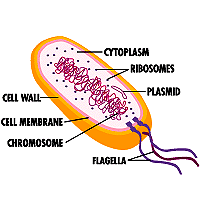 CYTOPLASM
RIBOSOMES
PLASMID
CELL WALL
CELL MEMBRANE
CHROMOSOME
FLAGELLA